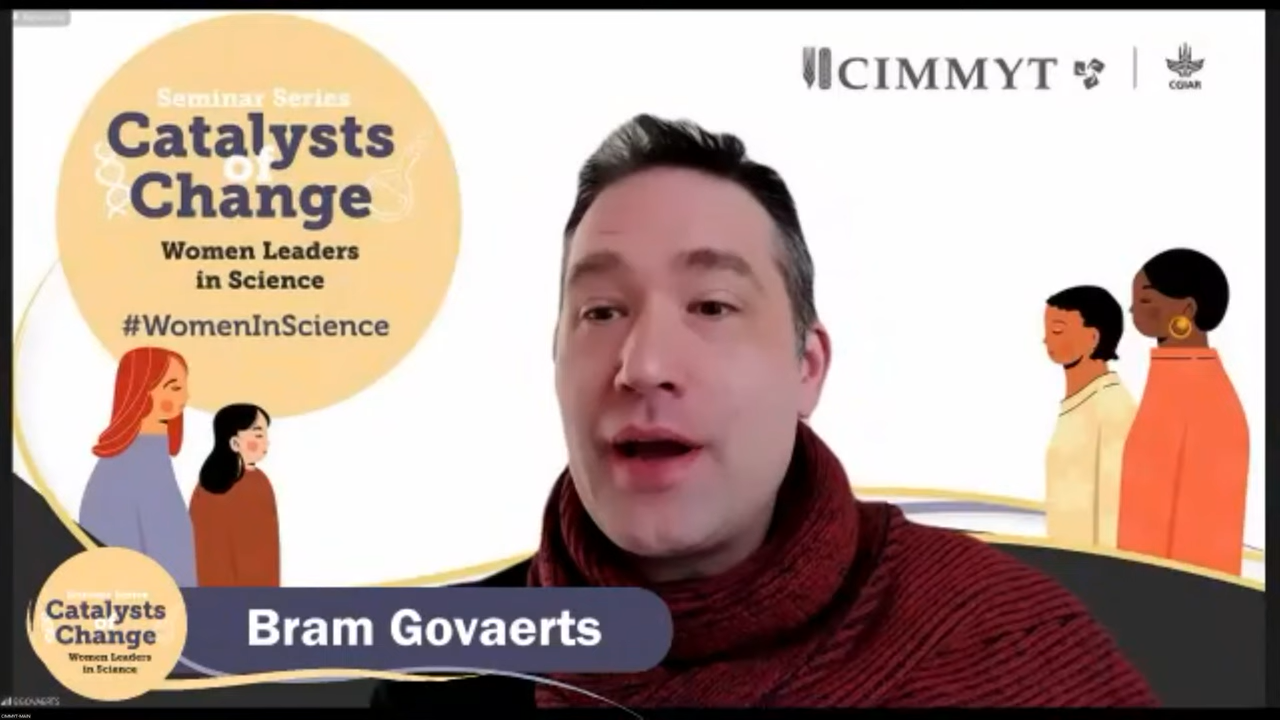 Seminar Series
Catalysts
of
Change
Women Leaders
in Science
#WomenInScience
CIMMYT
CGIAR
Catalysts
Change
Women Leaders
in Science
Bram Govaerts